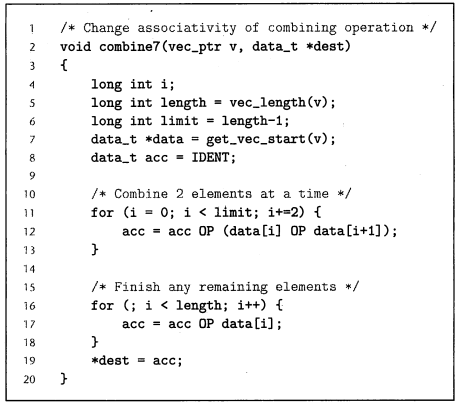 1 /* Change associativity of combining operation */
2 void combine7(vec_ptr v, data_t *dest)
3 {
4 long int i;
5 long int length = vec_length(v);
6 long int limit = length-1;
7 data_t *data = get_vec_start(v);
8 data_t acc = IDENT;
9
10 /* Combine 2 elements at a time */
11 for (i = 0; i < limit; i+=2) {
12 acc = acc OP (data[i] OP data[i+1]);
13 }
14
15 /* Finish any remaining elements */
16 for (; i < length; i++) {
17 acc = acc OP data[i];
18 }
19 *dest = acc;
20 }